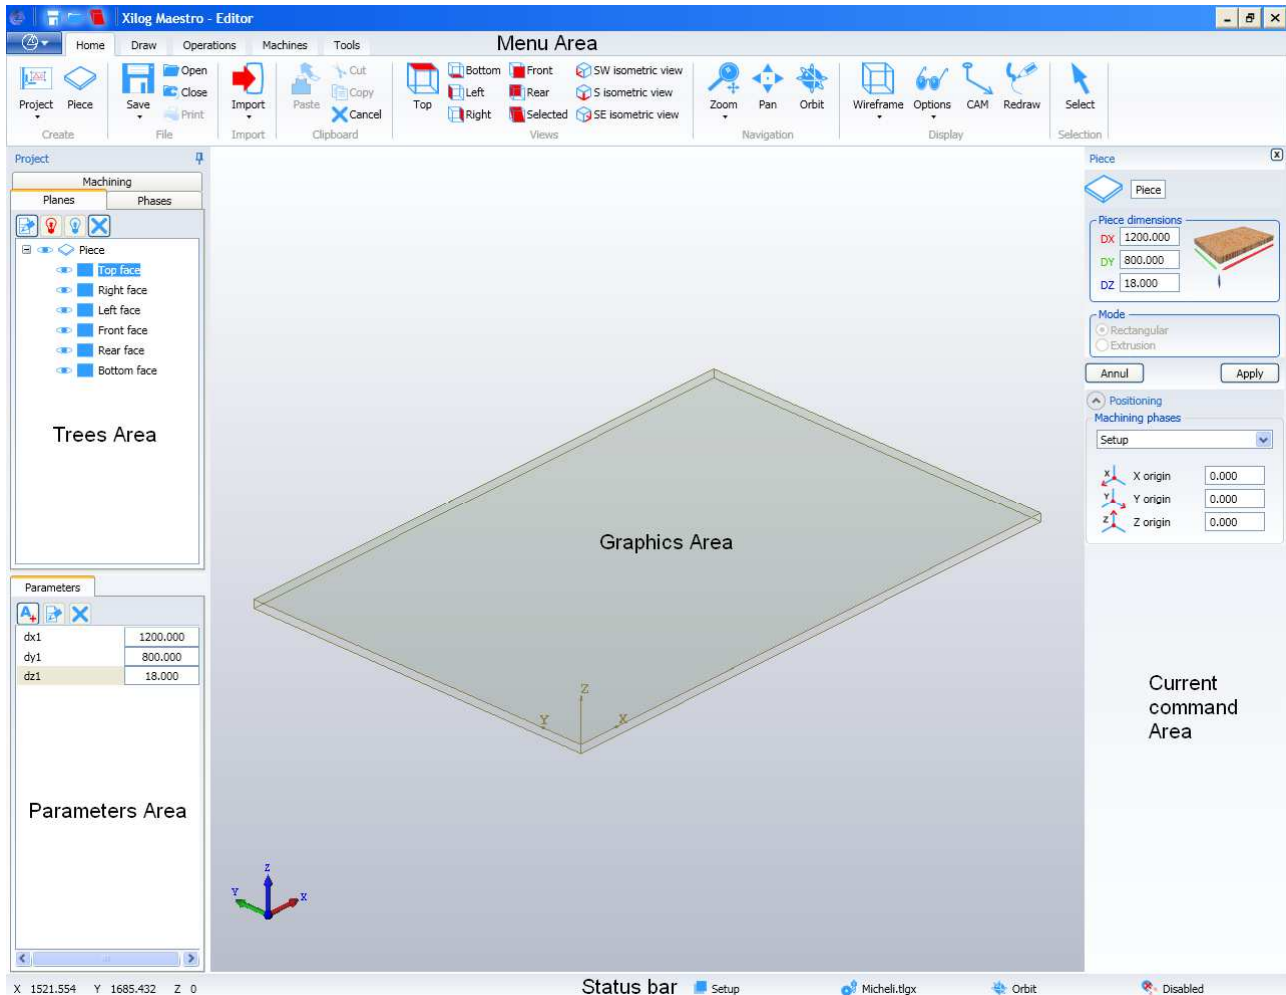 Xilog Maestro - Editor
Home Draw Operations Machines Tools Menu Area
Project Piece Save Open Close Print Import Paste Cut Copy Cancel Top Bottom Left Right Front Rear Selected SW isometric view S isometric view SE isometric view Zoom Pan Orbit Wireframe Options CAM Redraw Select
Create File Import Clipboard Views Navigation Display Selection
Project
Machining
Planes Phases
Piece
Top face
Right face
Left face
Front face
Rear face
Bottom face
Trees Area
Parameters
dx1 1200.000
dy1 800.000
dz1 18.000
Parameters Area
Graphics Area
Z
Y X
Z
Y X
Piece
Piece
Piece dimensions
DX 1200.000
DY 800.000
DZ 18.000
Mode
Rectangular
Extrusion
Annul Apply
Positioning
Machining phases
Setup
X X origin 0.000
Y Y origin 0.000
Z Z origin 0.000
Current
command
Area
X 1521.554 Y 1685.432 Z 0 Status bar Setup Micheli.tlgx Orbit Disabled